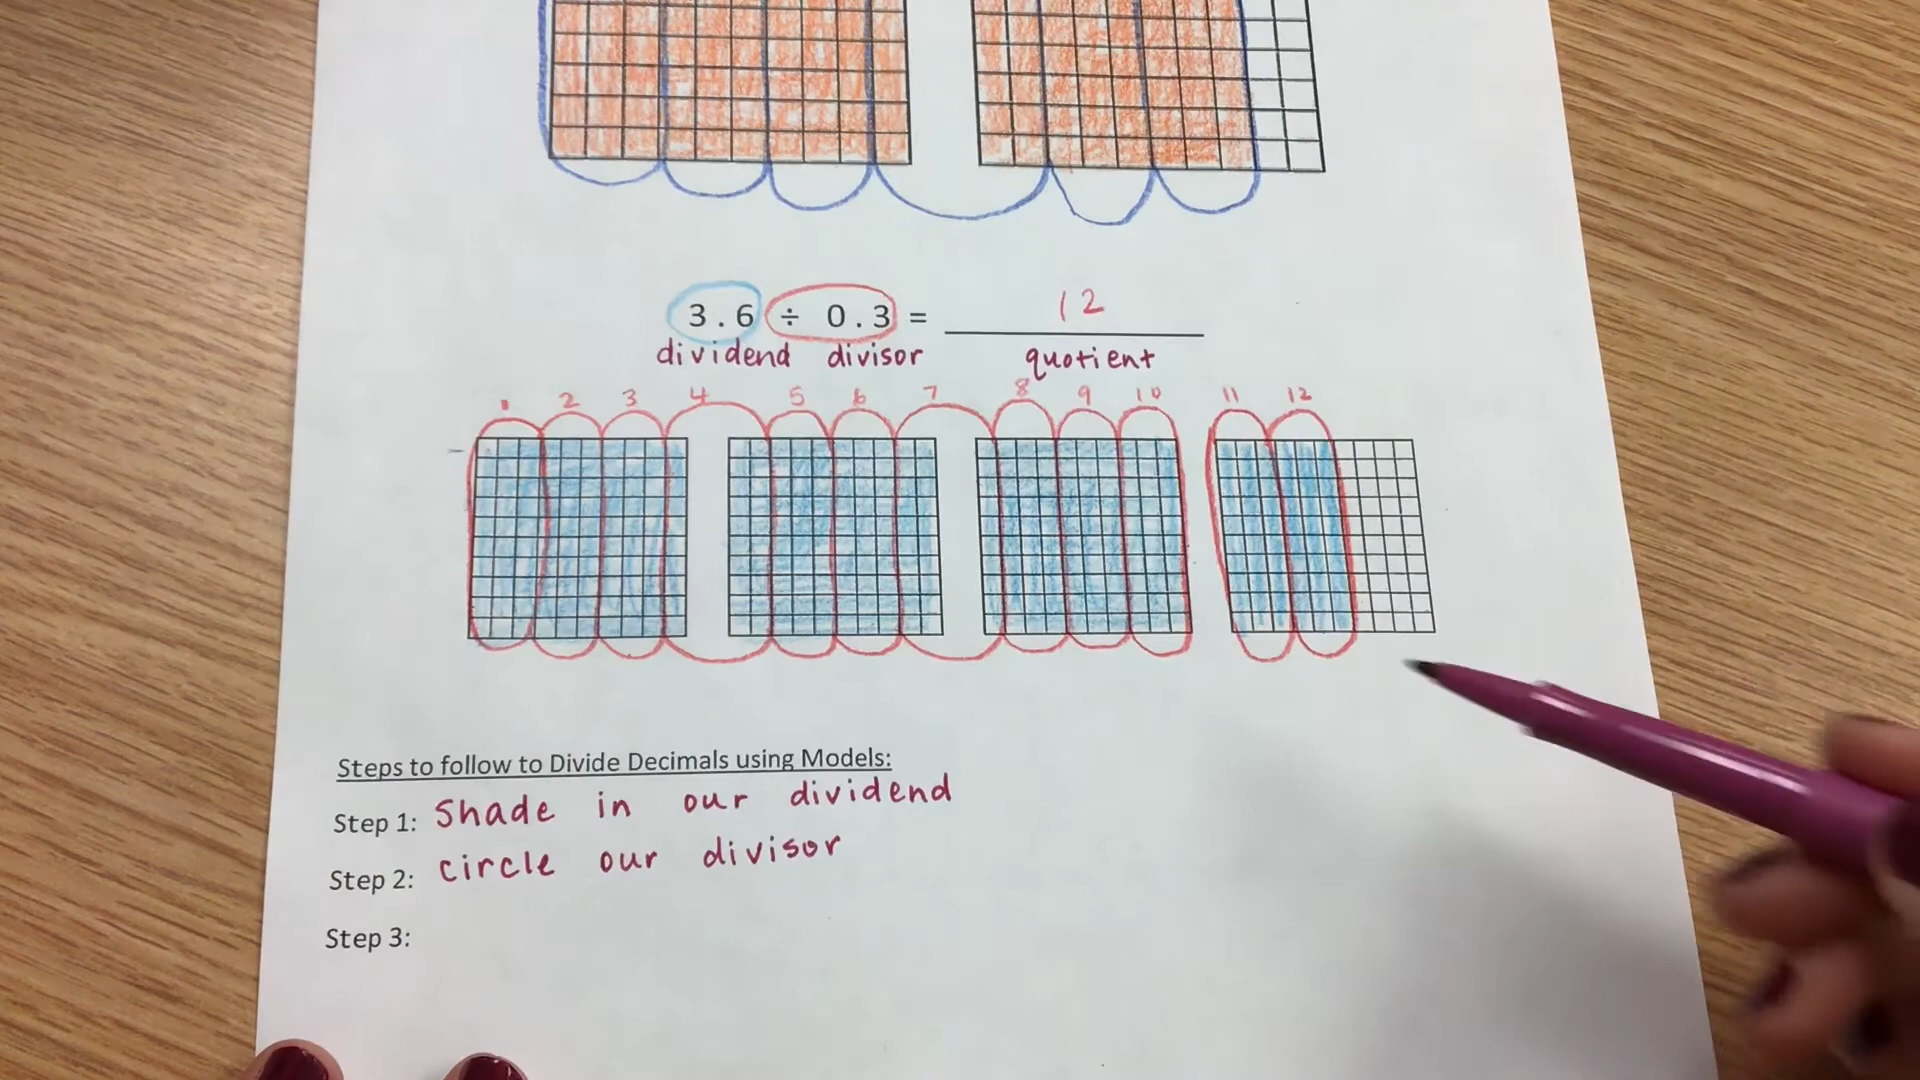 3.6 ÷ 0.3 = 12
dividend divisor quotient
1 2 3 4 5 6 7 8 9 10 11 12
Steps to follow to Divide Decimals using Models:
Step 1: Shade in our dividend
Step 2: circle our divisor
Step 3: